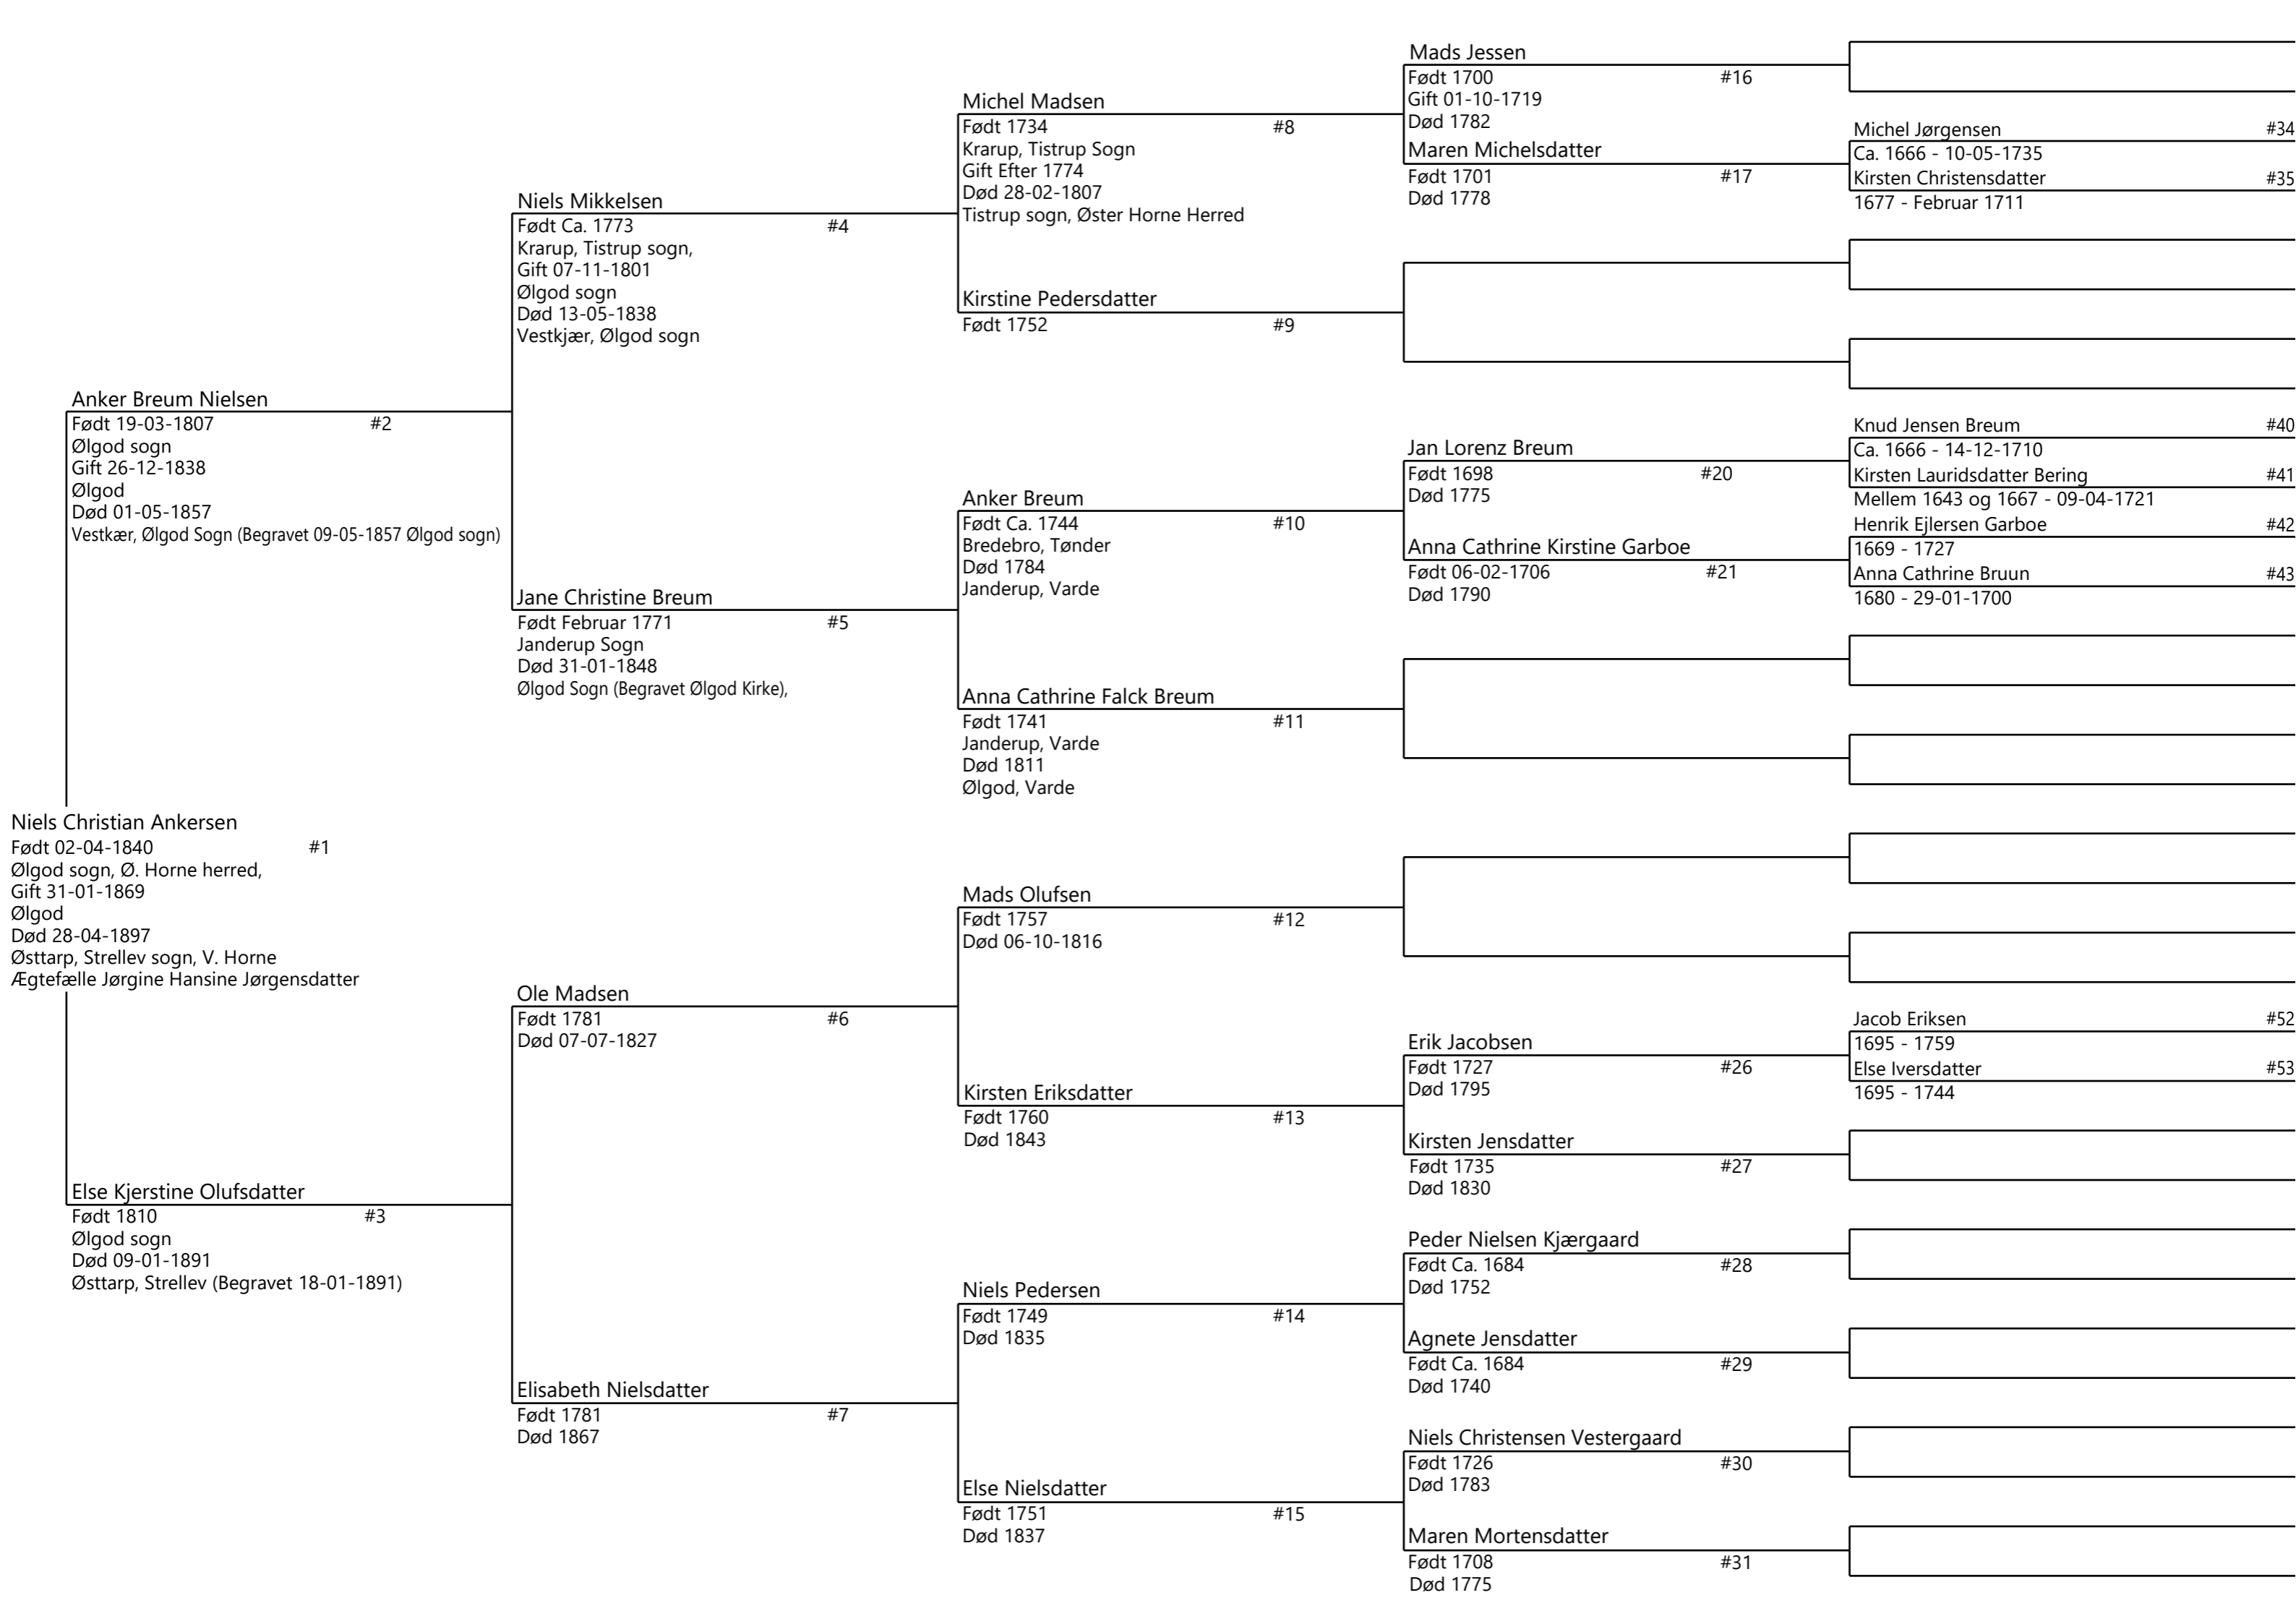 Niels Christian Ankersen
Født 02-04-1840 #1
Ølgod sogn, Ø. Horne herred,
Gift 31-01-1869
Ølgod
Død 28-04-1897
Østtarp, Strellev sogn, V. Horne
Ægtefælle Jørgine Hansine Jørgensdatter
Anker Breum Nielsen
Født 19-03-1807 #2
Ølgod sogn
Gift 26-12-1838
Ølgod
Død 01-05-1857
Vestkær, Ølgod Sogn (Begravet 09-05-1857 Ølgod sogn)
Else Kjerstine Olufsdatter
Født 1810 #3
Ølgod sogn
Død 09-01-1891
Østtarp, Strellev (Begravet 18-01-1891)
Niels Mikkelsen
Født Ca. 1773 #4
Krarup, Tistrup sogn,
Gift 07-11-1801
Ølgod sogn
Død 13-05-1838
Vestkjær, Ølgod sogn
Jane Christine Breum
Født Februar 1771 #5
Janderup Sogn
Død 31-01-1848
Ølgod Sogn (Begravet Ølgod Kirke),
Ole Madsen
Født 1781 #6
Død 07-07-1827
Elisabeth Nielsdatter
Født 1781 #7
Død 1867
Michel Madsen
Født 1734 #8
Krarup, Tistrup Sogn
Gift Efter 1774
Død 28-02-1807
Tistrup sogn, Øster Horne Herred
Kirstine Pedersdatter
Født 1752 #9
Anker Breum
Født Ca. 1744 #10
Bredebro, Tønder
Død 1784
Janderup, Varde
Anna Cathrine Falck Breum
Født 1741 #11
Janderup, Varde
Død 1811
Ølgod, Varde
Mads Olufsen
Født 1757 #12
Død 06-10-1816
Kirsten Eriksdatter
Født 1760 #13
Død 1843
Niels Pedersen
Født 1749 #14
Død 1835
Else Nielsdatter
Født 1751 #15
Død 1837
Mads Jessen
Født 1700 #16
Gift 01-10-1719
Død 1782
Maren Michelsdatter
Født 1701 #17
Død 1778
Jan Lorenz Breum
Født 1698 #20
Død 1775
Anna Cathrine Kirstine Garboe
Født 06-02-1706 #21
Død 1790
Erik Jacobsen
Født 1727 #26
Død 1795
Kirsten Jensdatter
Født 1735 #27
Død 1830
Peder Nielsen Kjærgaard
Født Ca. 1684 #28
Død 1752
Agnete Jensdatter
Født Ca. 1684 #29
Død 1740
Niels Christensen Vestergaard
Født 1726 #30
Død 1783
Maren Mortensdatter
Født 1708 #31
Død 1775
Michel Jørgensen #34
Ca. 1666 - 10-05-1735
Kirsten Christensdatter #35
1677 - Februar 1711
Knud Jensen Breum #40
Ca. 1666 - 14-12-1710
Kirsten Lauridsdatter Bering #41
Mellem 1643 og 1667 - 09-04-1721
Henrik Ejlersen Garboe #42
1669 - 1727
Anna Cathrine Bruun #43
1680 - 29-01-1700
Jacob Eriksen #52
1695 - 1759
Else Iversdatter #53
1695 - 1744